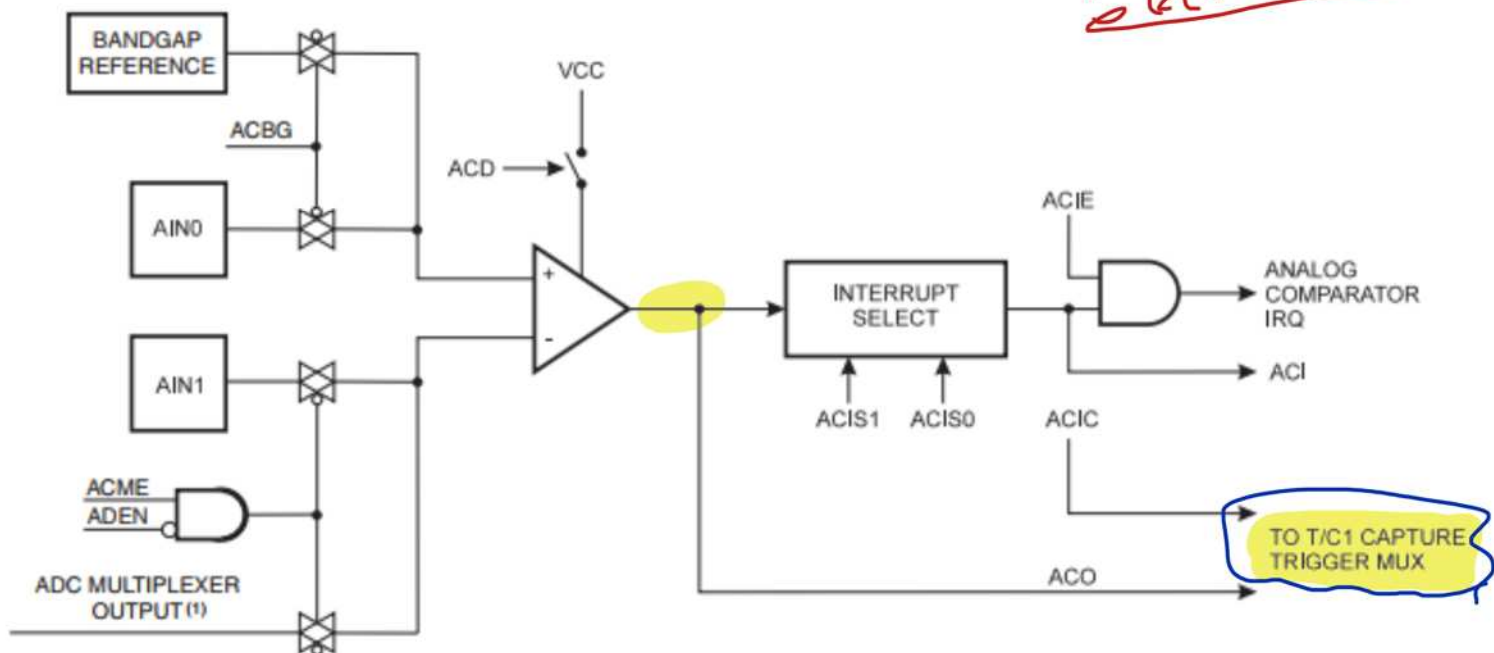 BANDGAP
REFERENCE
VCC
ACBG
ACD
AIN0
ACIE
+
-
INTERRUPT
SELECT
ANALOG
COMPARATOR
IRQ
AIN1
ACI
ACIS1
ACIS0
ACIC
ACME
ADEN
TO T/C1 CAPTURE
TRIGGER MUX
ADC MULTIPLEXER
OUTPUT (1)
ACO